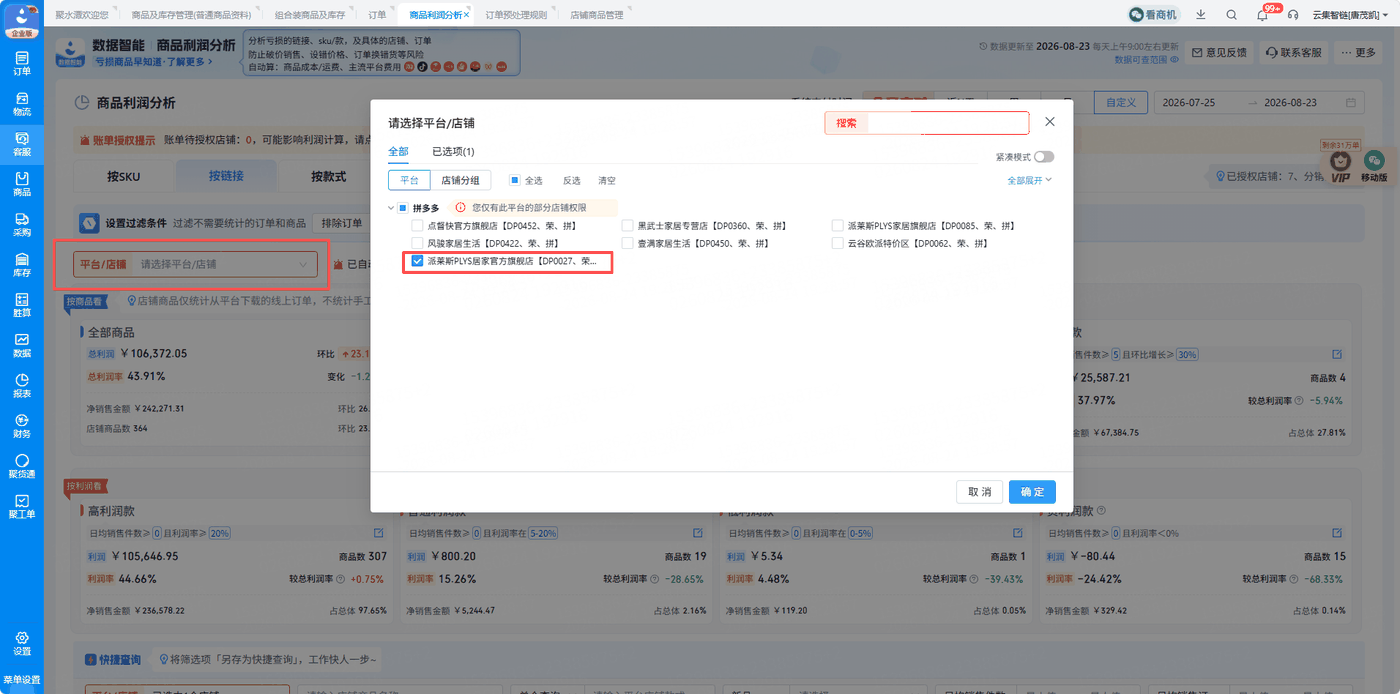 企业版
聚水潭欢迎您
商品及库存管理(普通商品资料)
组合装商品及库存
订单
商品利润分析×
订单预处理规则
店铺商品管理
看商机
99+
云集智链[唐茂凯]
订单
物流
客服
商品
采购
库存
胜算
数据
报表
财务
聚货通
聚工单
设置
菜单设置
数据智能
商品利润分析
亏损商品早知道·了解更多 >
分析亏损的链接、sku/款，及具体的店铺、订单
防止破价销售、设错价格、订单换错货等风险
自动算：商品成本/运费、主流平台费用
数据更新至 2026-08-23 每天上午9:00左右更新
数据可查范围
意见反馈
联系客服
··· 更多
商品利润分析
自定义
2026-07-25 → 2026-08-23
账单授权提示 账单待授权店铺：0，可能影响利润计算，请点
剩余31万单
VIP
移动版
按SKU
按链接
按款式
已授权店铺：7、分销
设置过滤条件 过滤不需要统计的订单和商品
排除订单
平台/店铺 请选择平台/店铺
已自动
按商品看
店铺商品仅统计从平台下载的线上订单，不统计手工
全部商品
总利润 ￥106,372.05
环比 ↑23.1
总利润率 43.91%
变化 -1.2
净销售金额 ￥242,271.31
环比 26.
店铺商品数 364
环比 23.
请选择平台/店铺
搜索
全部
已选项(1)
紧凑模式
平台
店铺分组
全选
反选
清空
全部展开
拼多多
您仅有此平台的部分店铺权限
点督快官方旗舰店【DP0452、荣、拼】
黑武士家居专营店【DP0360、荣、拼】
派莱斯PLYS家居旗舰店【DP0085、荣、拼】
风骏家居生活【DP0422、荣、拼】
壹满家居生活【DP0450、荣、拼】
云谷欧派特价区【DP0062、荣、拼】
派莱斯PLYS居家官方旗舰店【DP0027、荣...
取 消
确 定
款
售件数≥ 5 且环比增长≥ 30%
￥25,587.21
商品数 4
37.97%
较总利润率 -5.94%
金额 ￥67,384.75
占总体 27.81%
按利润看
高利润款
日均销售件数≥ 0 且利润率≥ 20%
利润 ￥105,646.95
商品数 307
利润率 44.66%
较总利润率 +0.75%
净销售金额 ￥236,578.22
占总体 97.65%
日均销售件数≥ 0 且利润率在 5-20%
利润 ￥800.20
商品数 19
利润率 15.26%
较总利润率 -28.65%
净销售金额 ￥5,244.47
占总体 2.16%
日均销售件数≥ 0 且利润率在 0-5%
利润 ￥5.34
商品数 1
利润率 4.48%
较总利润率 -39.43%
净销售金额 ￥119.20
占总体 0.05%
负利润款
日均销售件数≥ 0 且利润率<0%
利润 ￥-80.44
商品数 15
利润率 -24.42%
较总利润率 -68.33%
净销售金额 ￥329.42
占总体 0.14%
快捷查询
将筛选项「另存为快捷查询」，工作快人一步~